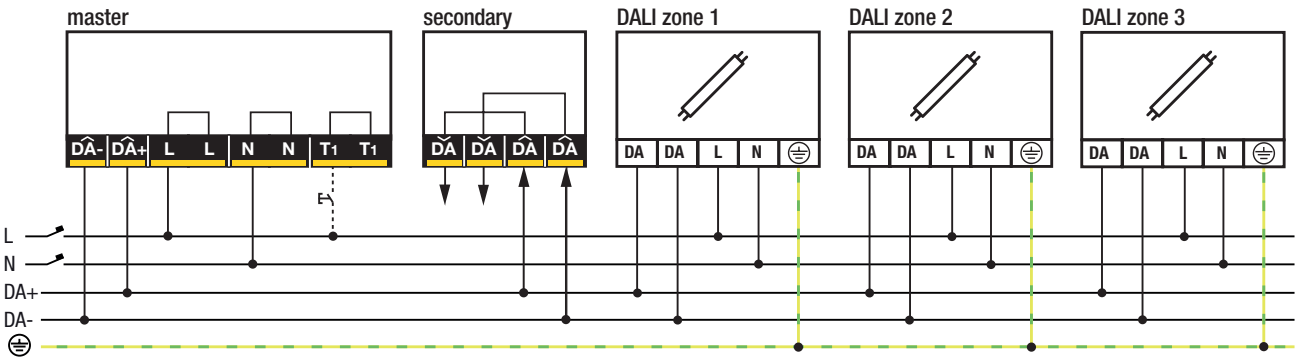 master secondary DALI zone 1 DALI zone 2 DALI zone 3
DA- DA+ L L N N T1 T1 DA DA DA DA DA DA L N DA DA L N DA DA L N
L
N
DA+
DA-